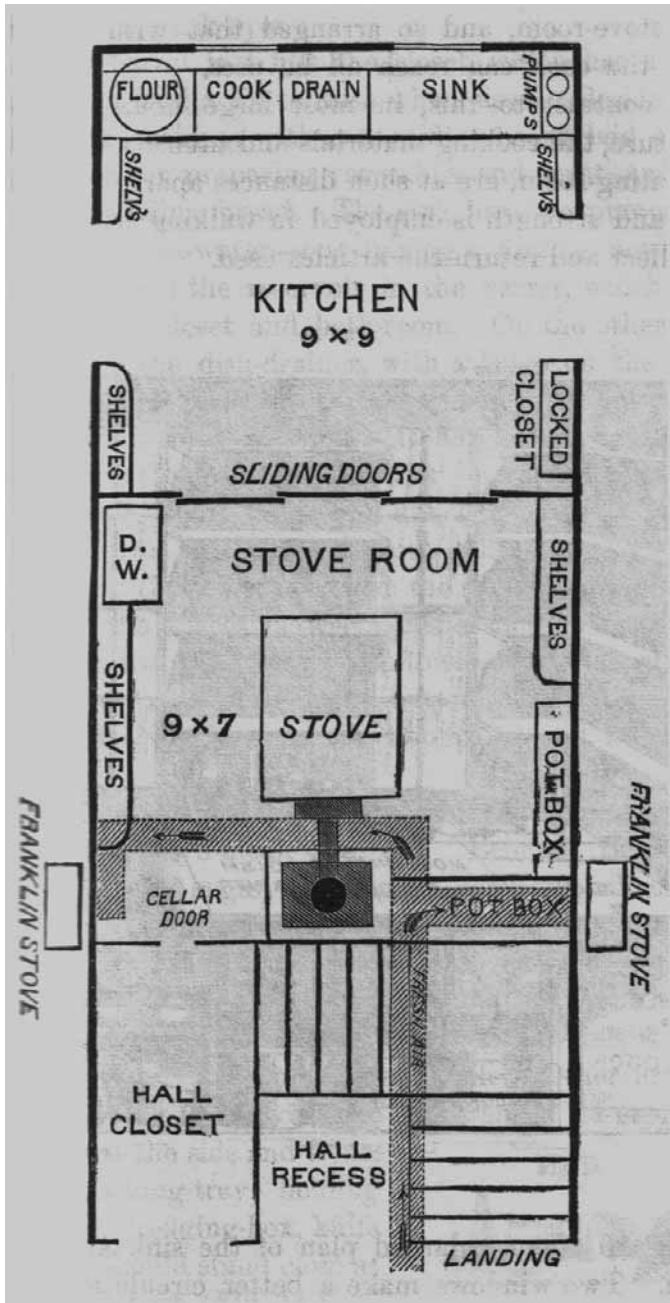 FLOUR COOK DRAIN SINK PUMPS
SHELVS SHELVS
KITCHEN
9 × 9
SHELVES
LOCKED
CLOSET
SLIDING DOORS
D.
W.
STOVE ROOM
SHELVES
SHELVES
9 × 7
STOVE
POT BOX
FRANKLIN STOVE
FRANKLIN STOVE
CELLAR
DOOR
POT BOX
FRESH AIR
HALL
CLOSET
HALL
RECESS
LANDING